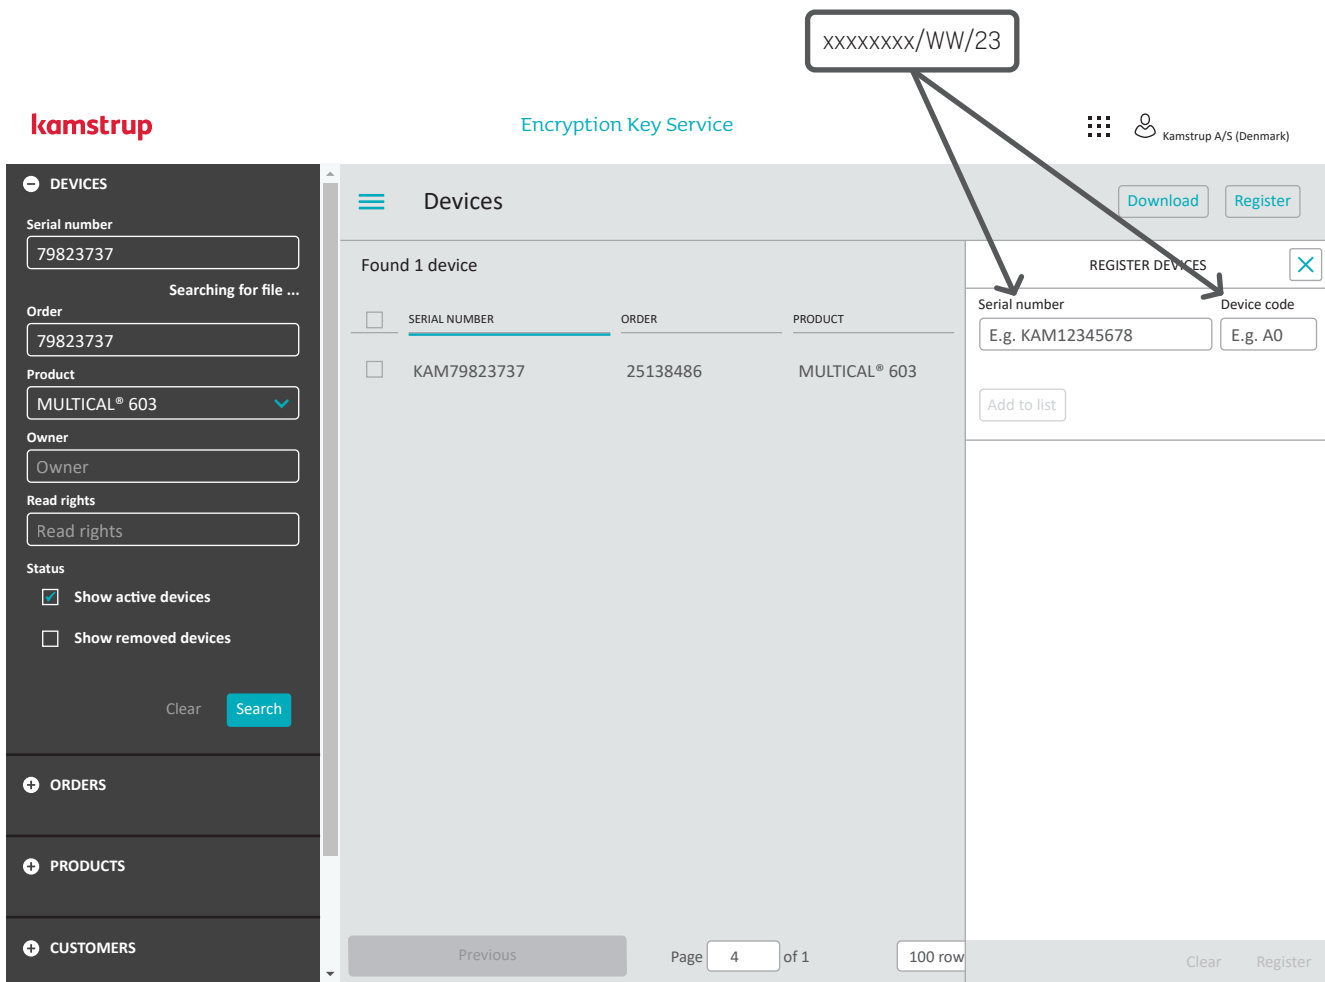 xxxxxxxx/WW/23
kamstrup
Encryption Key Service
Kamstrup A/S (Denmark)
DEVICES
Serial number
79823737
Searching for file ...
Order
79823737
Product
MULTICAL® 603
Owner
Owner
Read rights
Read rights
Status
Show active devices
Show removed devices
Clear Search
ORDERS
PRODUCTS
CUSTOMERS
Devices
Download Register
Found 1 device
SERIAL NUMBER ORDER PRODUCT
KAM79823737 25138486 MULTICAL® 603
Previous Page 4 of 1 100 row
REGISTER DEVICES
Serial number Device code
E.g. KAM12345678 E.g. A0
Add to list
Clear Register